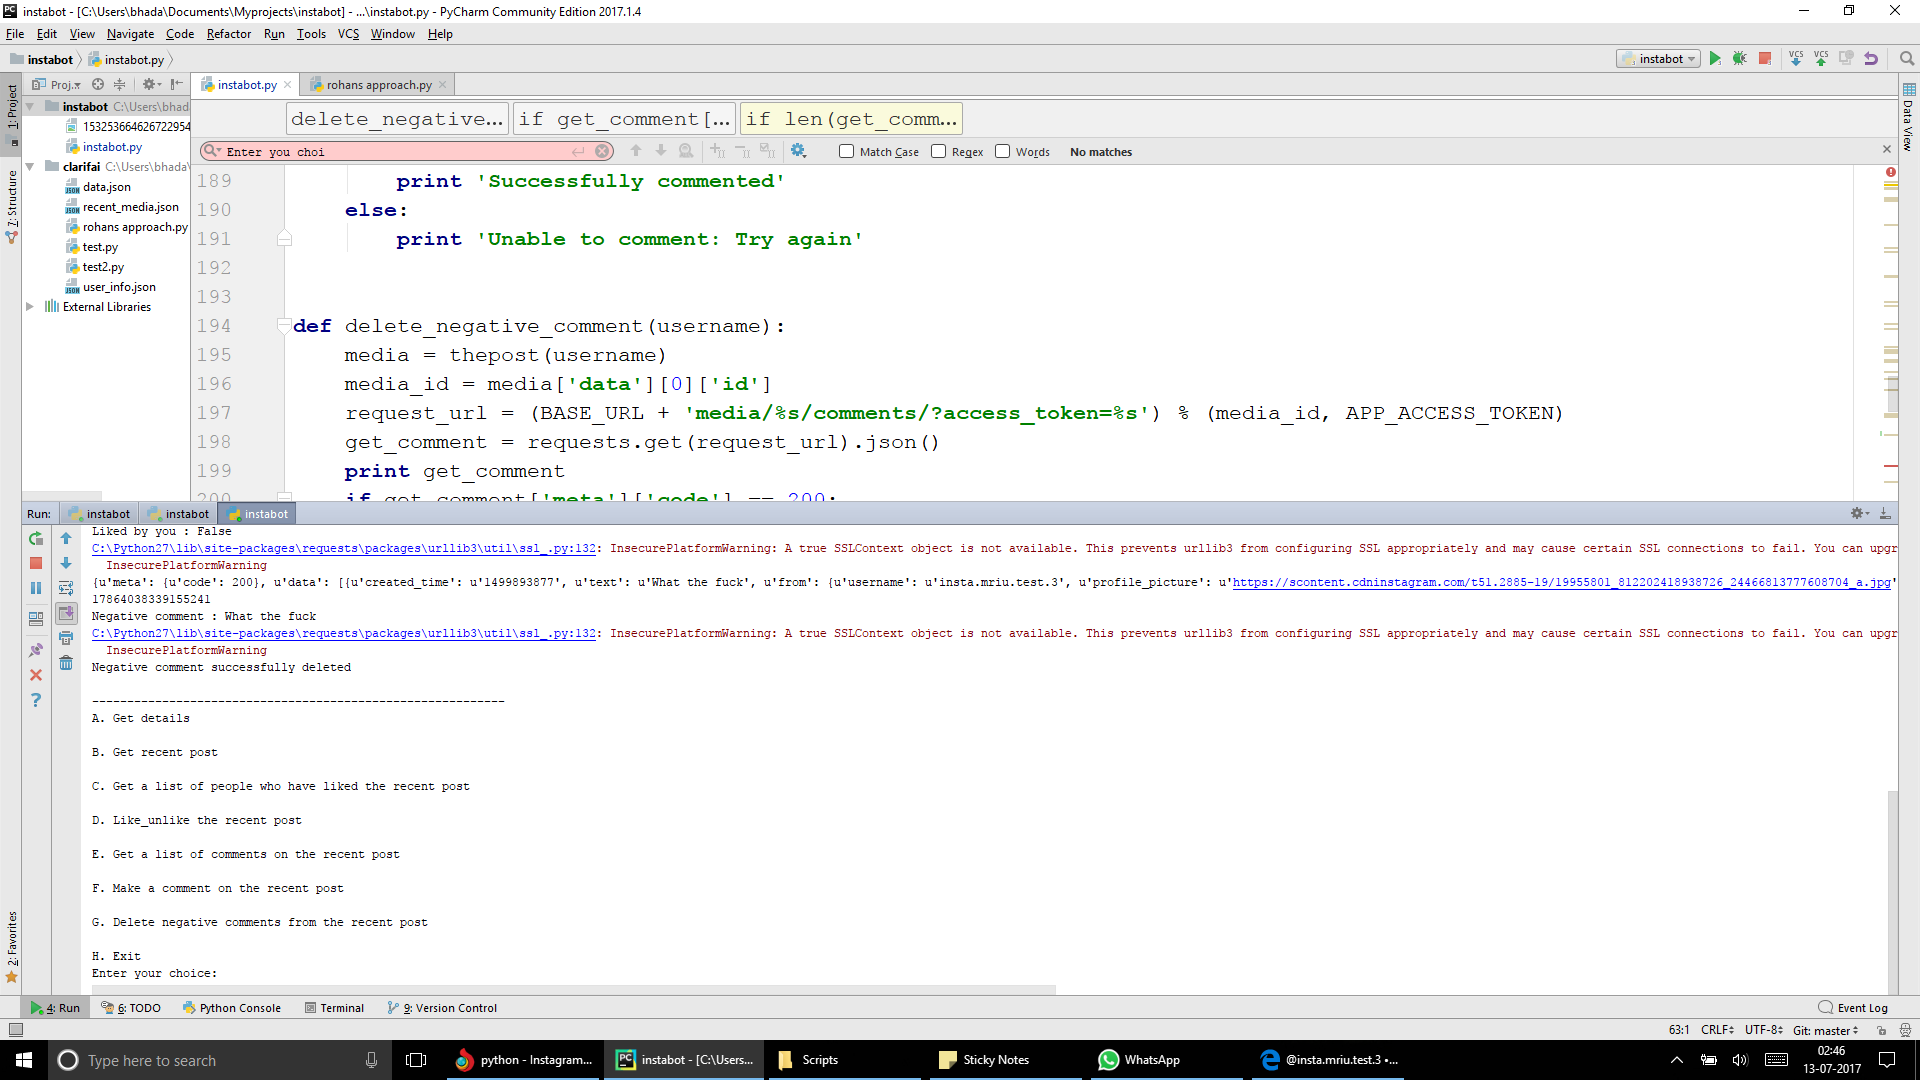 instabot - [C:\Users\bhada\Documents\Myprojects\instabot] - ...\instabot.py - PyCharm Community Edition 2017.1.4
File Edit View Navigate Code Refactor Run Tools VCS Window Help
instabot instabot.py
instabot
VCS VCS
1: Project
7: Structure
2: Favorites
Data View
Proj..
instabot C:\Users\bhad
153253664626722954
instabot.py
clarifai C:\Users\bhada\
data.json
recent_media.json
rohans approach.py
test.py
test2.py
user_info.json
External Libraries
instabot.py rohans approach.py
delete_negative... if get_comment[... if len(get_comm...
Enter you choi
Match Case Regex Words No matches
189 print 'Successfully commented'
190 else:
191 print 'Unable to comment: Try again'
192
193
194 def delete_negative_comment(username):
195 media = thepost(username)
196 media_id = media['data'][0]['id']
197 request_url = (BASE_URL + 'media/%s/comments/?access_token=%s') % (media_id, APP_ACCESS_TOKEN)
198 get_comment = requests.get(request_url).json()
199 print get_comment
200 if get_comment['meta']['code'] == 200:
Run: instabot instabot instabot
Liked by you : False
C:\Python27\lib\site-packages\requests\packages\urllib3\util\ssl_.py:132: InsecurePlatformWarning: A true SSLContext object is not available. This prevents urllib3 from configuring SSL appropriately and may cause certain SSL connections to fail. You can upgr
InsecurePlatformWarning
{u'meta': {u'code': 200}, u'data': [{u'created_time': u'1499893877', u'text': u'What the fuck', u'from': {u'username': u'insta.mriu.test.3', u'profile_picture': u'https://scontent.cdninstagram.com/t51.2885-19/19955801_812202418938726_24466813777608704_a.jpg'
17864038339155241
Negative comment : What the fuck
C:\Python27\lib\site-packages\requests\packages\urllib3\util\ssl_.py:132: InsecurePlatformWarning: A true SSLContext object is not available. This prevents urllib3 from configuring SSL appropriately and may cause certain SSL connections to fail. You can upgr
InsecurePlatformWarning
Negative comment successfully deleted
-----------------------------------------------------------
A. Get details
B. Get recent post
C. Get a list of people who have liked the recent post
D. Like_unlike the recent post
E. Get a list of comments on the recent post
F. Make a comment on the recent post
G. Delete negative comments from the recent post
H. Exit
Enter your choice:
4: Run 6: TODO Python Console Terminal 9: Version Control Event Log
63:1 CRLF UTF-8 Git: master
Type here to search
python - Instagram... instabot - [C:\Users... Scripts Sticky Notes WhatsApp @insta.mriu.test.3 •...
02:46
13-07-2017